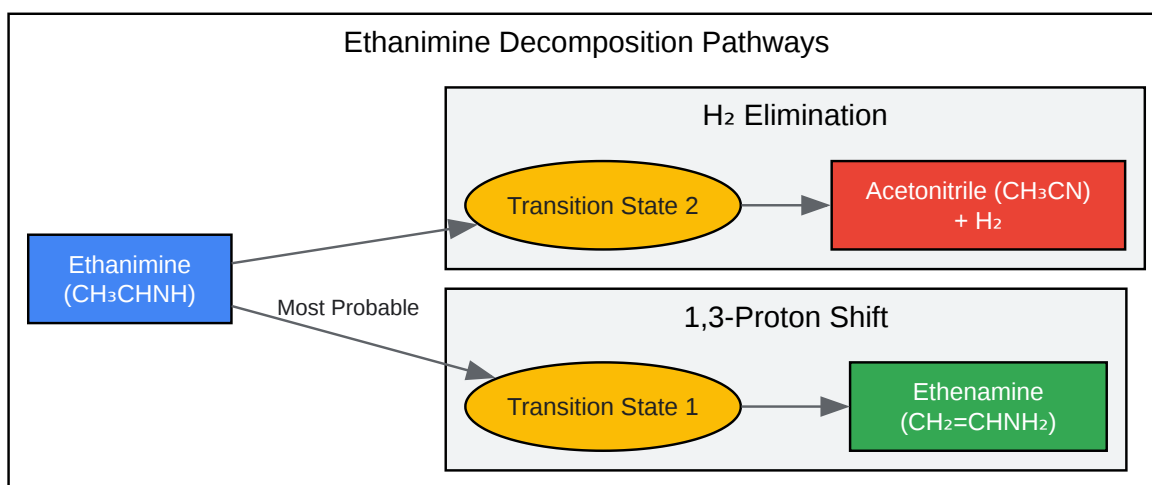 Ethanimine Decomposition Pathways
H₂ Elimination
Transition State 2
Acetonitrile (CH₃CN)
+ H₂
Ethanimine
(CH₃CHNH)
Most Probable
1,3-Proton Shift
Transition State 1
Ethenamine
(CH₂=CHNH₂)